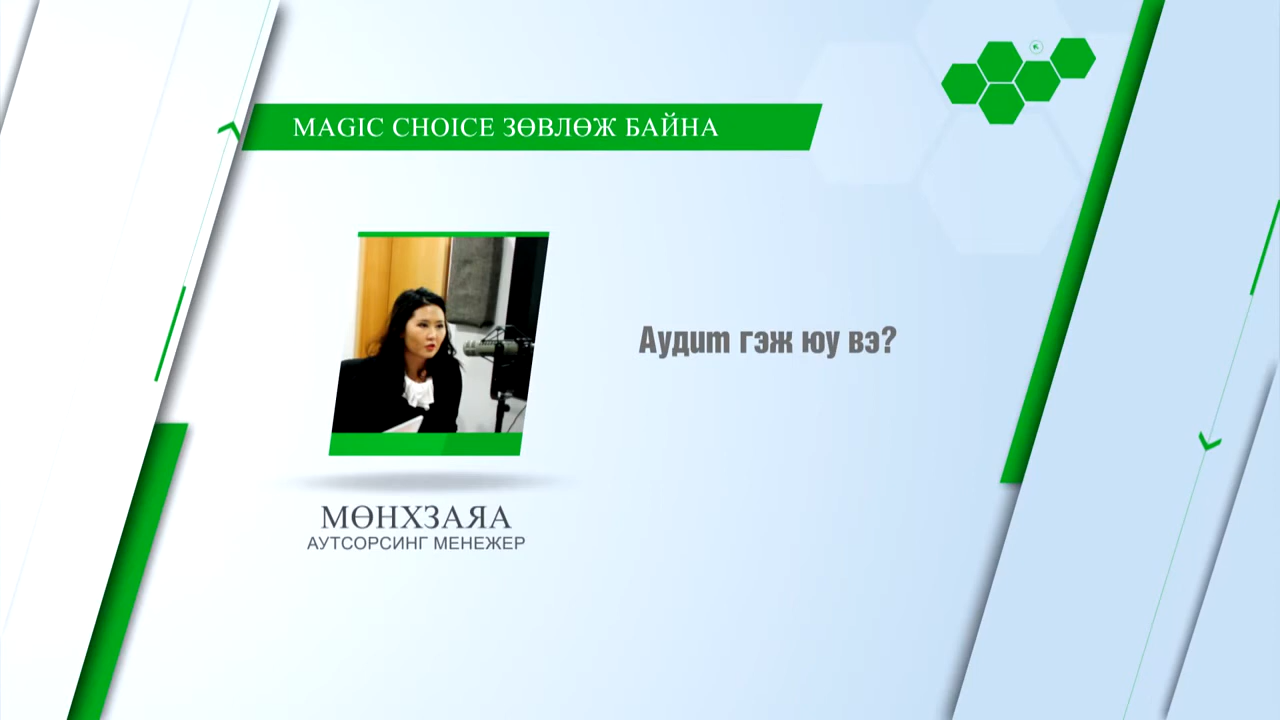 MAGIC CHOICE ЗӨВЛӨЖ БАЙНА
Аудит гэж юу вэ?
МӨНХЗАЯА
АУТСОРСИНГ МЕНЕЖЕР